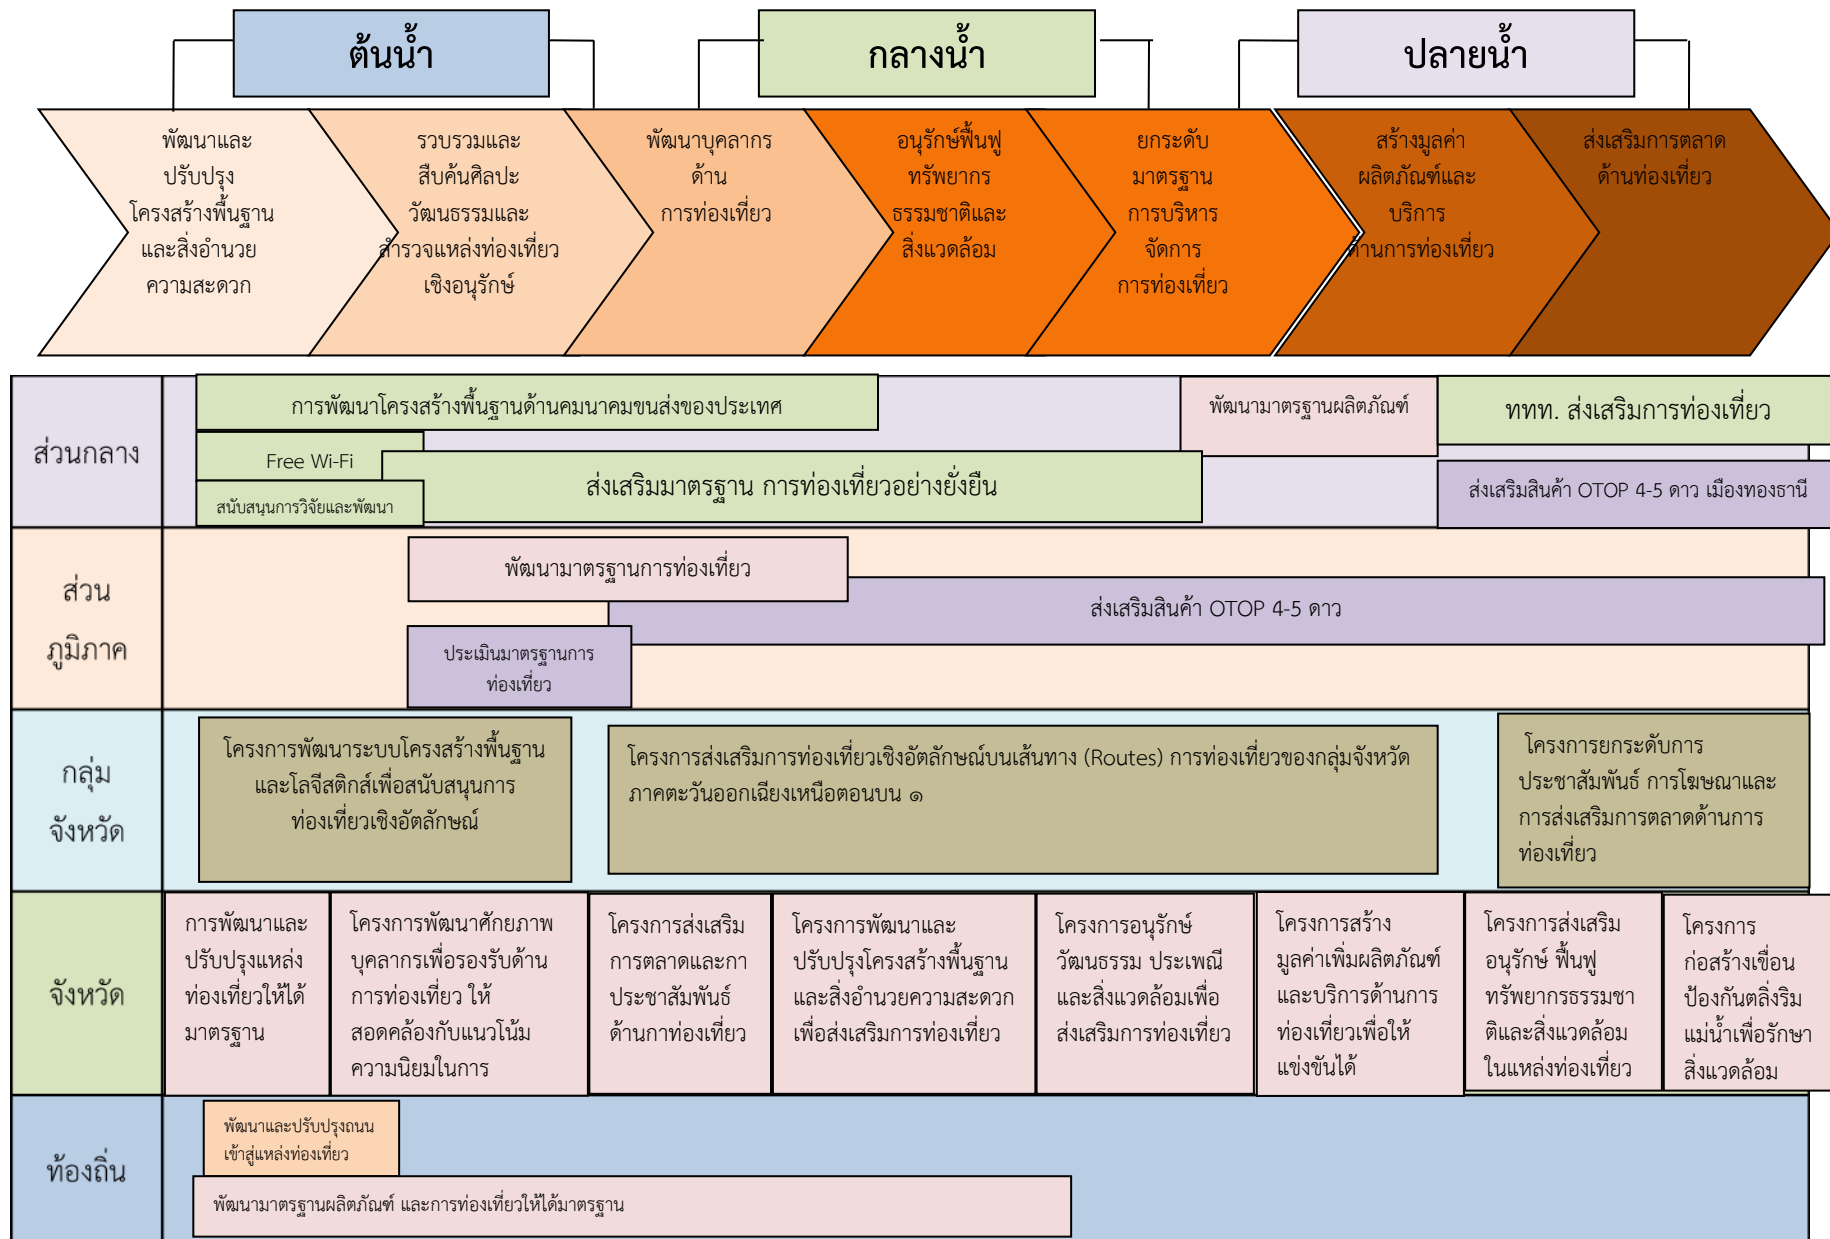 ต้นน้ำ
กลางน้ำ
ปลายน้ำ
พัฒนาและ
ปรับปรุง
โครงสร้างพื้นฐาน
และสิ่งอำนวย
ความสะดวก
รวบรวมและ
สืบค้นศิลปะ
วัฒนธรรมและ
สำรวจแหล่งท่องเที่ยว
เชิงอนุรักษ์
พัฒนาบุคลากร
ด้าน
การท่องเที่ยว
อนุรักษ์ฟื้นฟู
ทรัพยากร
ธรรมชาติและ
สิ่งแวดล้อม
ยกระดับ
มาตรฐาน
การบริหาร
จัดการ
การท่องเที่ยว
สร้างมูลค่า
ผลิตภัณฑ์และ
บริการ
ด้านการท่องเที่ยว
ส่งเสริมการตลาด
ด้านท่องเที่ยว
ส่วนกลาง
การพัฒนาโครงสร้างพื้นฐานด้านคมนาคมขนส่งของประเทศ
Free Wi-Fi
สนับสนุนการวิจัยและพัฒนา
ส่งเสริมมาตรฐาน การท่องเที่ยวอย่างยั่งยืน
พัฒนามาตรฐานผลิตภัณฑ์
ททท. ส่งเสริมการท่องเที่ยว
ส่งเสริมสินค้า OTOP 4-5 ดาว เมืองทองธานี
ส่วน
ภูมิภาค
พัฒนามาตรฐานการท่องเที่ยว
ส่งเสริมสินค้า OTOP 4-5 ดาว
ประเมินมาตรฐานการ
ท่องเที่ยว
กลุ่ม
จังหวัด
โครงการพัฒนาระบบโครงสร้างพื้นฐาน
และโลจีสติกส์เพื่อสนับสนุนการ
ท่องเที่ยวเชิงอัตลักษณ์
โครงการส่งเสริมการท่องเที่ยวเชิงอัตลักษณ์บนเส้นทาง (Routes) การท่องเที่ยวของกลุ่มจังหวัด
ภาคตะวันออกเฉียงเหนือตอนบน ๑
โครงการยกระดับการ
ประชาสัมพันธ์ การโฆษณาและ
การส่งเสริมการตลาดด้านการ
ท่องเที่ยว
จังหวัด
การพัฒนาและ
ปรับปรุงแหล่ง
ท่องเที่ยวให้ได้
มาตรฐาน
โครงการพัฒนาศักยภาพ
บุคลากรเพื่อรองรับด้าน
การท่องเที่ยว ให้
สอดคล้องกับแนวโน้ม
ความนิยมในการ
โครงการส่งเสริม
การตลาดและกา
ประชาสัมพันธ์
ด้านกาท่องเที่ยว
โครงการพัฒนาและ
ปรับปรุงโครงสร้างพื้นฐาน
และสิ่งอำนวยความสะดวก
เพื่อส่งเสริมการท่องเที่ยว
โครงการอนุรักษ์
วัฒนธรรม ประเพณี
และสิ่งแวดล้อมเพื่อ
ส่งเสริมการท่องเที่ยว
โครงการสร้าง
มูลค่าเพิ่มผลิตภัณฑ์
และบริการด้านการ
ท่องเที่ยวเพื่อให้
แข่งขันได้
โครงการส่งเสริม
อนุรักษ์ ฟื้นฟู
ทรัพยากรธรรมชา
ติและสิ่งแวดล้อม
ในแหล่งท่องเที่ยว
โครงการ
ก่อสร้างเขื่อน
ป้องกันตลิ่งริม
แม่น้ำเพื่อรักษา
สิ่งแวดล้อม
ท้องถิ่น
พัฒนาและปรับปรุงถนน
เข้าสู่แหล่งท่องเที่ยว
พัฒนามาตรฐานผลิตภัณฑ์ และการท่องเที่ยวให้ได้มาตรฐาน